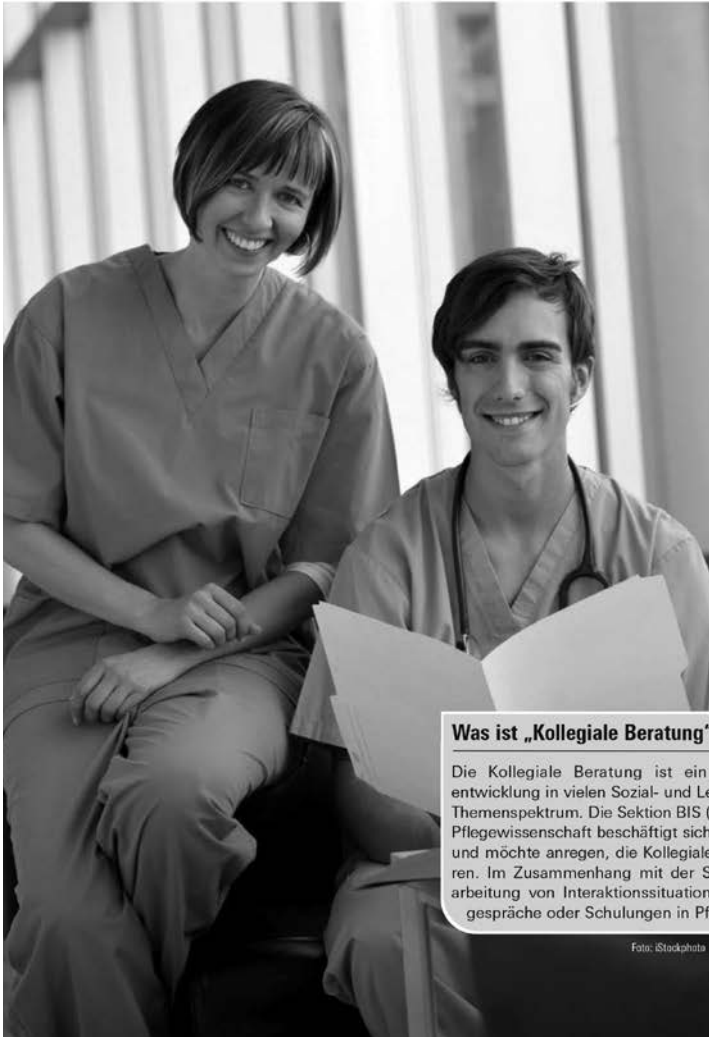 Was ist „Kollegiale Beratung“
Die Kollegiale Beratung ist ein
entwicklung in vielen Sozial- und Le
Themenspektrum. Die Sektion BIS (
Pflegewissenschaft beschäftigt sich
und möchte anregen, die Kollegiale
ren. Im Zusammenhang mit der S
arbeitung von Interaktionssituation
gespräche oder Schulungen in Pf
Foto: iStockphoto